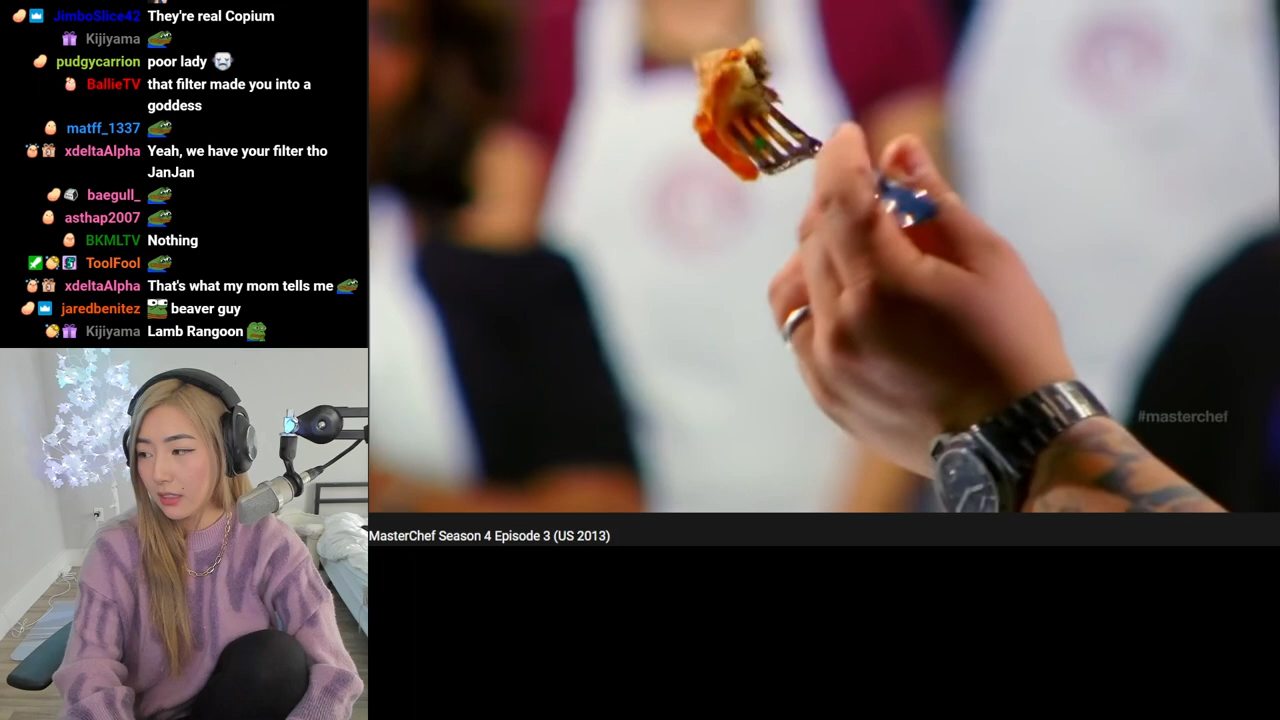 JimboSlice42 They're real Copium
Kijiyama
pudgycarrion poor lady
BallieTV that filter made you into a
goddess
matff_1337
xdeltaAlpha Yeah, we have your filter tho
JanJan
baegull_
asthap2007
BKMLTV Nothing
ToolFool
xdeltaAlpha That's what my mom tells me
jaredbenitez beaver guy
Kijiyama Lamb Rangoon
#masterchef
MasterChef Season 4 Episode 3 (US 2013)